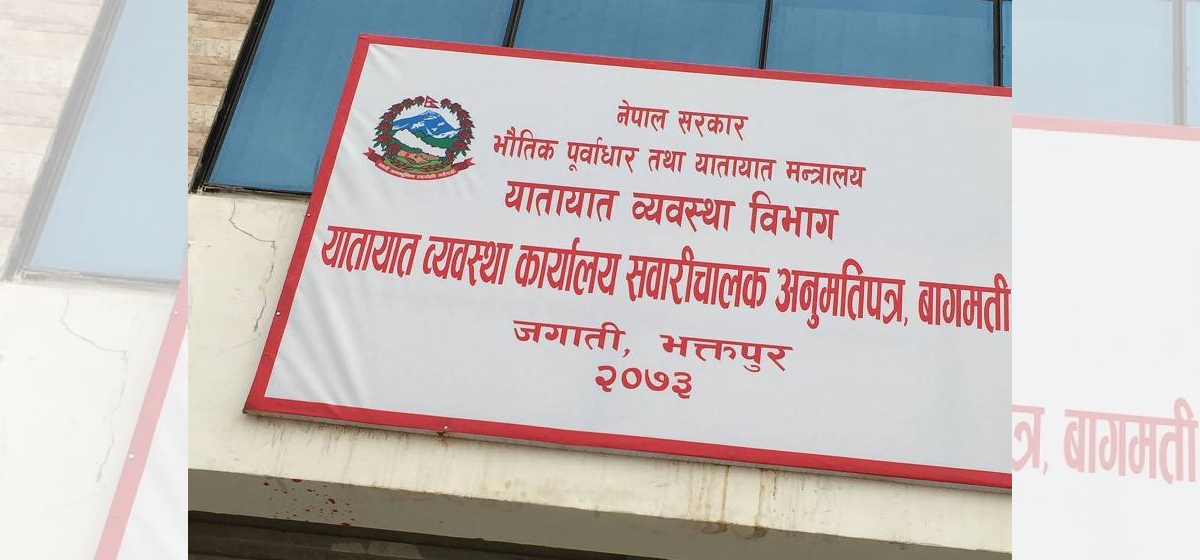 नेपाल सरकार
भौतिक पूर्वाधार तथा यातायात मन्त्रालय
यातायात व्यवस्था विभाग
यातायात व्यवस्था कार्यालय सवारीचालक अनुमतिपत्र, बागमती
जगाती, भक्तपुर
२०७३